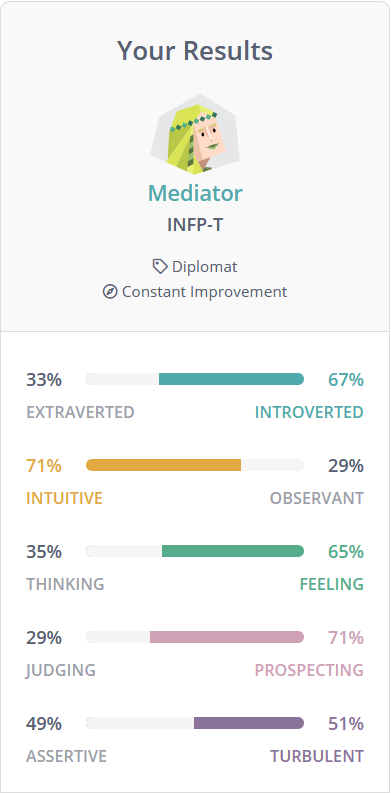 Your Results
Mediator
INFP-T
Diplomat
Constant Improvement
33% 67%
EXTRAVERTED INTROVERTED
71% 29%
INTUITIVE OBSERVANT
35% 65%
THINKING FEELING
29% 71%
JUDGING PROSPECTING
49% 51%
ASSERTIVE TURBULENT